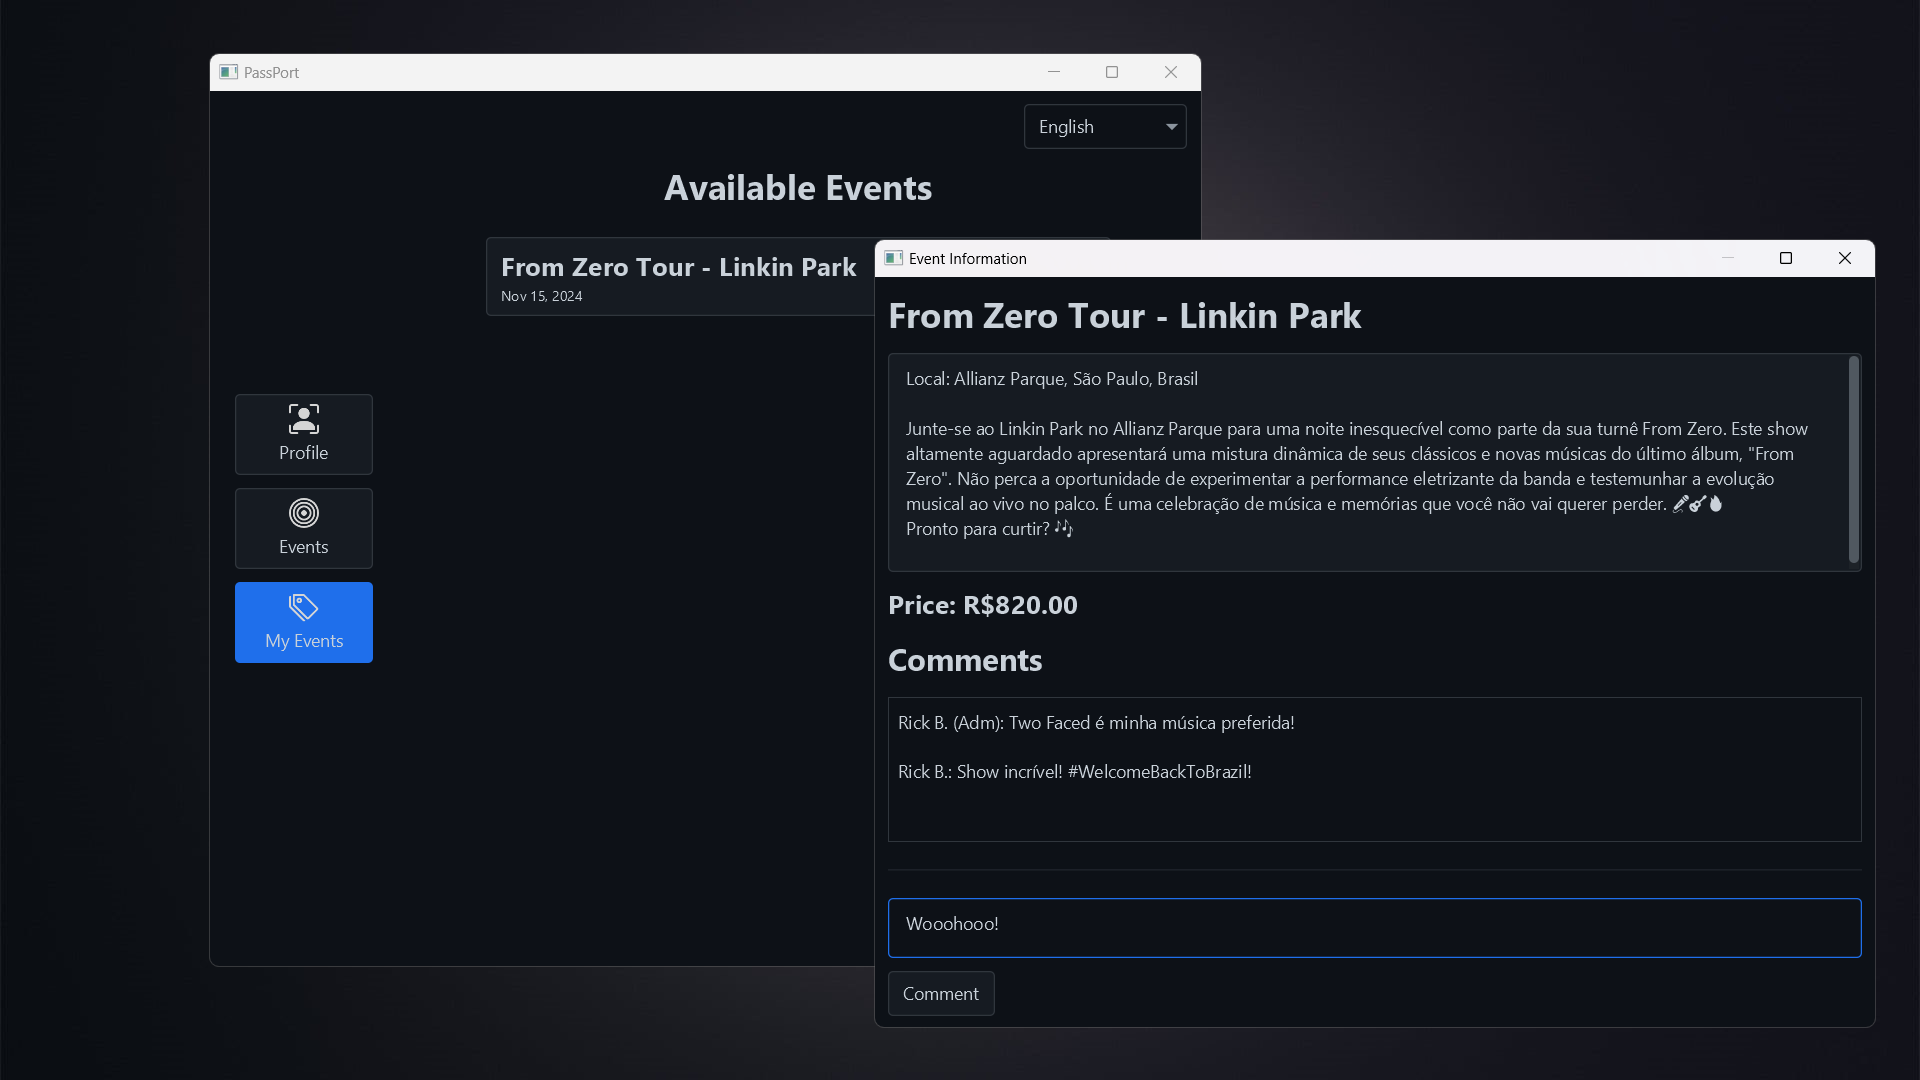 PassPort
English
Available Events
From Zero Tour - Linkin Park
Nov 15, 2024
Profile
Events
My Events
Event Information
From Zero Tour - Linkin Park
Local: Allianz Parque, São Paulo, Brasil
Junte-se ao Linkin Park no Allianz Parque para uma noite inesquecível como parte da sua turnê From Zero. Este show
altamente aguardado apresentará uma mistura dinâmica de seus clássicos e novas músicas do último álbum, "From
Zero". Não perca a oportunidade de experimentar a performance eletrizante da banda e testemunhar a evolução
musical ao vivo no palco. É uma celebração de música e memórias que você não vai querer perder. 🎤🎸🔥
Pronto para curtir? 🎶
Price: R$820.00
Comments
Rick B. (Adm): Two Faced é minha música preferida!
Rick B.: Show incrível! #WelcomeBackToBrazil!
Wooohooo!
Comment